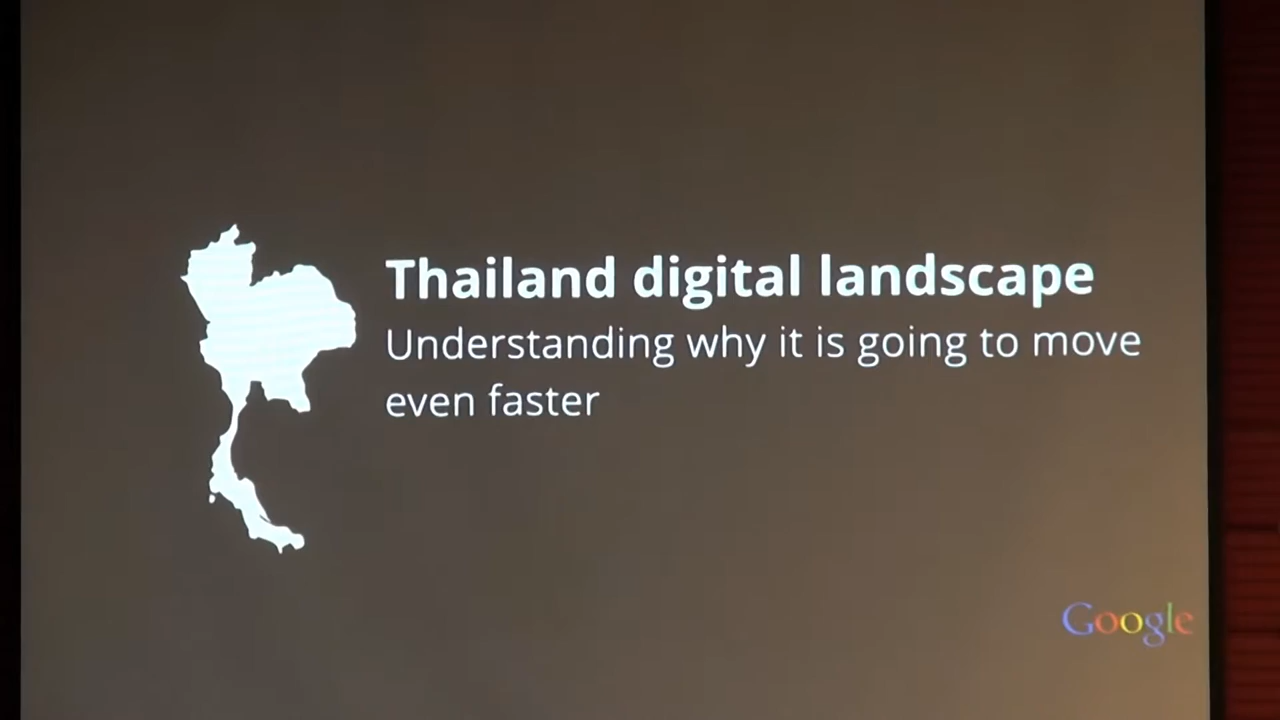 Thailand digital landscape
Understanding why it is going to move
even faster
Google